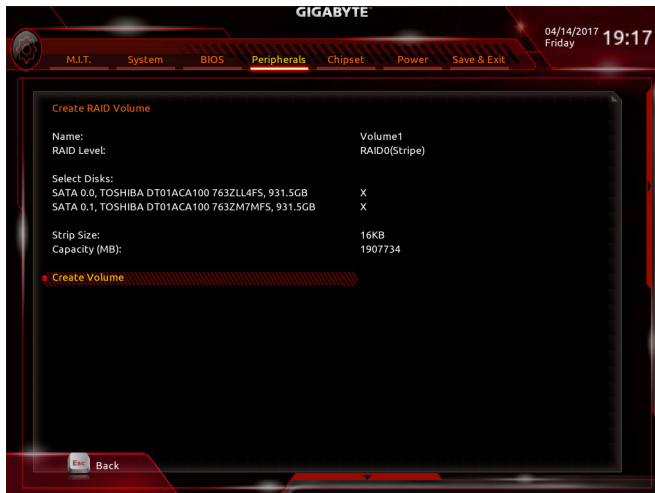 GIGABYTE
04/14/2017 19:17
Friday
M.I.T. System BIOS Peripherals Chipset Power Save & Exit
Create RAID Volume
Name: Volume1
RAID Level: RAID0(Stripe)
Select Disks:
SATA 0.0, TOSHIBA DT01ACA100 763ZLL4FS, 931.5GB X
SATA 0.1, TOSHIBA DT01ACA100 763ZM7MFS, 931.5GB X
Strip Size: 16KB
Capacity (MB): 1907734
Create Volume
Esc Back